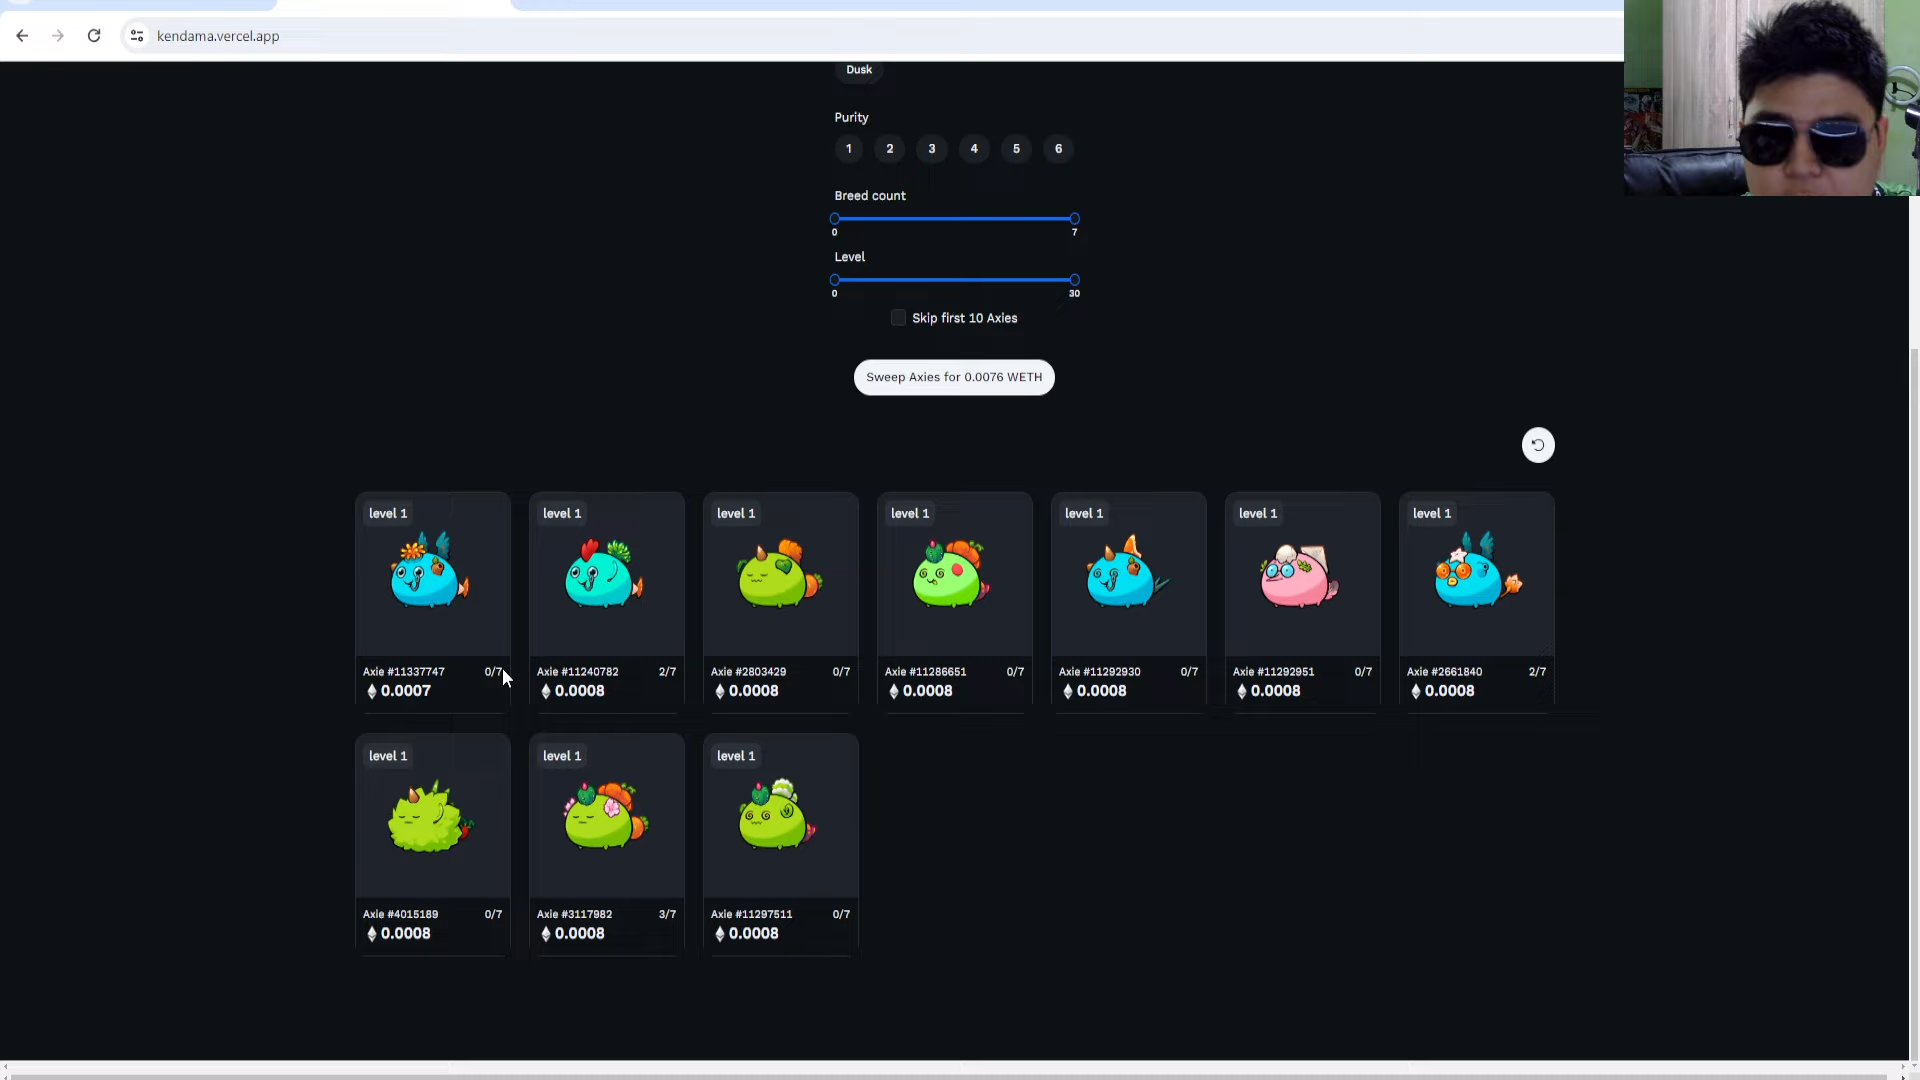 kendama.vercel.app
Dusk
Purity
1 2 3 4 5 6
Breed count
0 7
Level
0 30
Skip first 10 Axies
Sweep Axies for 0.0076 WETH
level 1 level 1 level 1 level 1 level 1 level 1 level 1
Axie #11337747 0/7 Axie #11240782 2/7 Axie #2803429 0/7 Axie #11286651 0/7 Axie #11292930 0/7 Axie #11292951 0/7 Axie #2661840 2/7
0.0007 0.0008 0.0008 0.0008 0.0008 0.0008 0.0008
level 1 level 1 level 1
Axie #4015189 0/7 Axie #3117982 3/7 Axie #11297511 0/7
0.0008 0.0008 0.0008